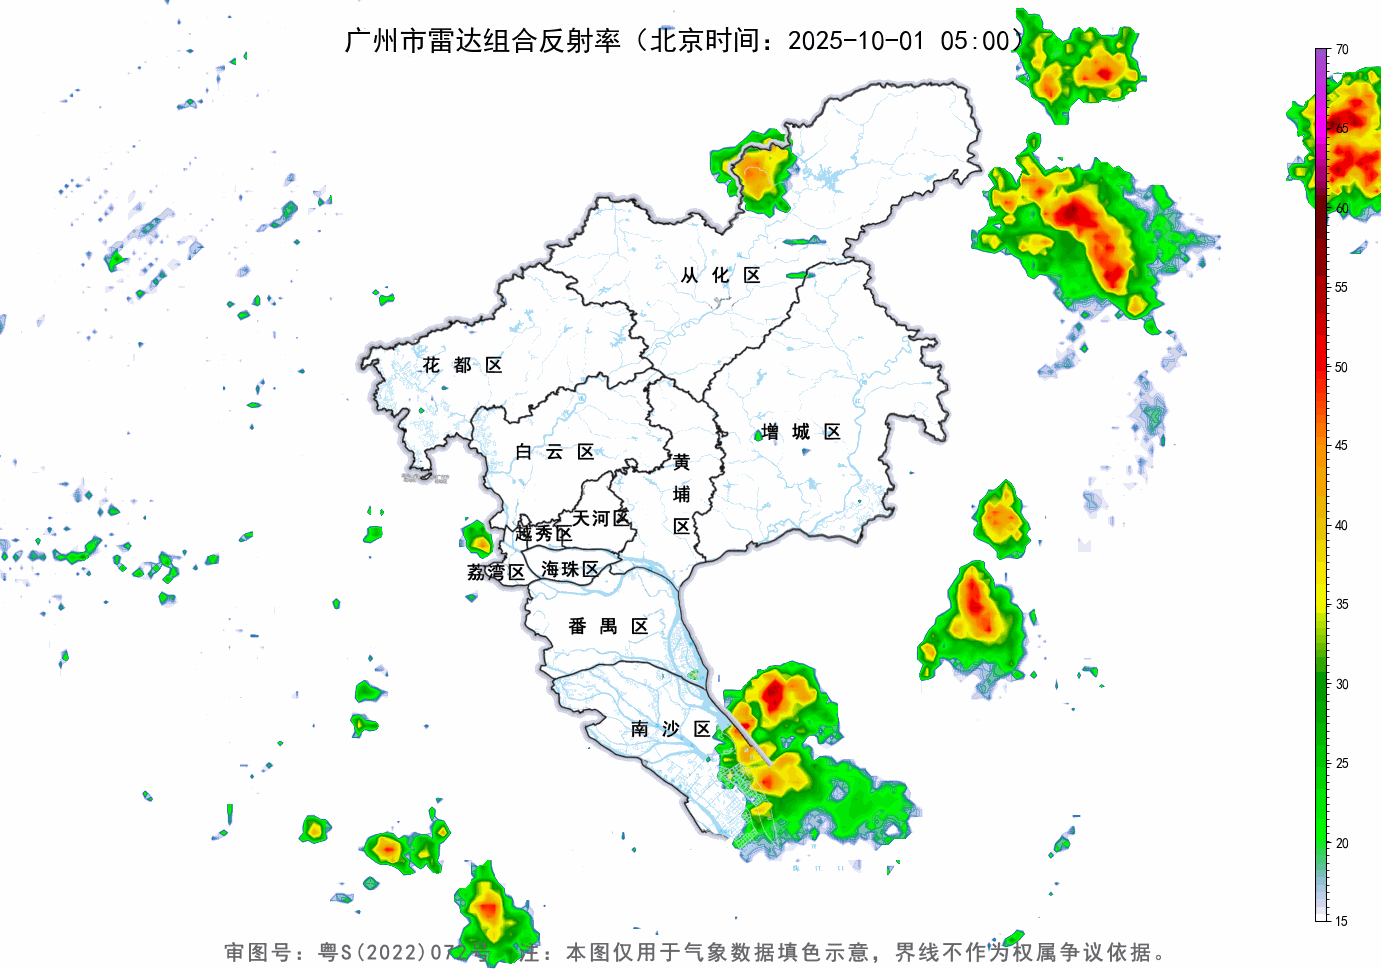 广州市雷达组合反射率（北京时间：2025-10-01 05:00）
70
65
60
55
50
45
40
35
30
25
20
15
从化区
花都区
增城区
白云区
黄埔区
天河区
越秀区
荔湾区
海珠区
番禺区
南沙区
审图号：粤S(2022)07 号 注：本图仅用于气象数据填色示意，界线不作为权属争议依据。